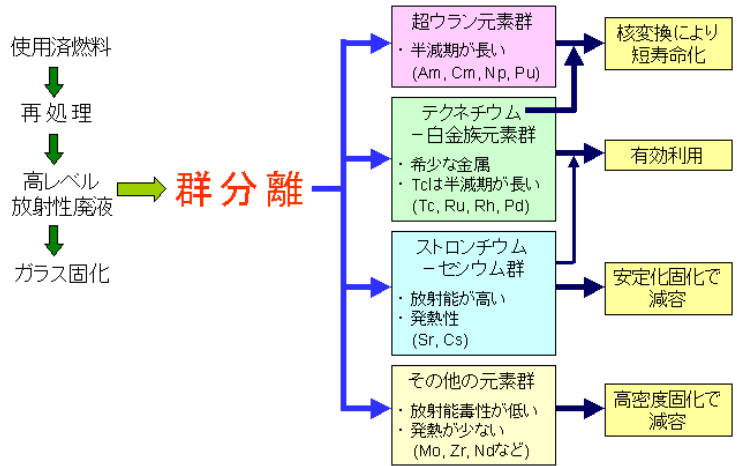 使用済燃料
再処理
高レベル
放射性廃液
ガラス固化
群分離
超ウラン元素群
・半減期が長い
(Am, Cm, Np, Pu)
テクネチウム
－白金族元素群
・希少な金属
・Tcは半減期が長い
(Tc, Ru, Rh, Pd)
ストロンチウム
－セシウム群
・放射能が高い
・発熱性
(Sr, Cs)
その他の元素群
・放射能毒性が低い
・発熱が少ない
(Mo, Zr, Ndなど)
核変換により
短寿命化
有効利用
安定化固化で
減容
高密度固化で
減容